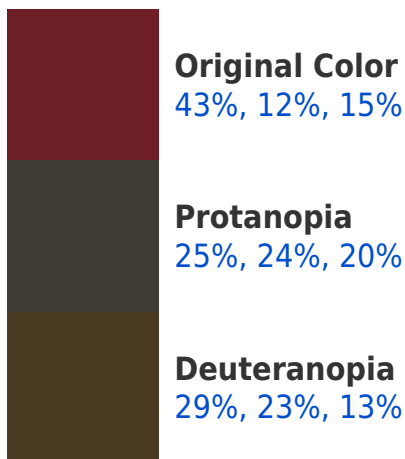 Original Color
43%, 12%, 15%
Protanopia
25%, 24%, 20%
Deuteranopia
29%, 23%, 13%